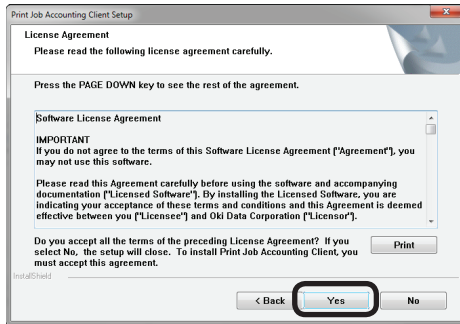 Print Job Accounting Client Setup
License Agreement
Please read the following license agreement carefully.
Press the PAGE DOWN key to see the rest of the agreement.
Software License Agreement
IMPORTANT
If you do not agree to the terms of this Software License Agreement ("Agreement"), you
may not use this software.
Please read this Agreement carefully before using the software and accompanying
documentation ("Licensed Software"). By installing the Licensed Software, you are
indicating your acceptance of these terms and conditions and this Agreement is deemed
effective between you ("Licensee") and Oki Data Corporation ("Licensor").
Do you accept all the terms of the preceding License Agreement? If you
select No, the setup will close. To install Print Job Accounting Client, you
must accept this agreement.
Print
InstallShield
< Back
Yes
No